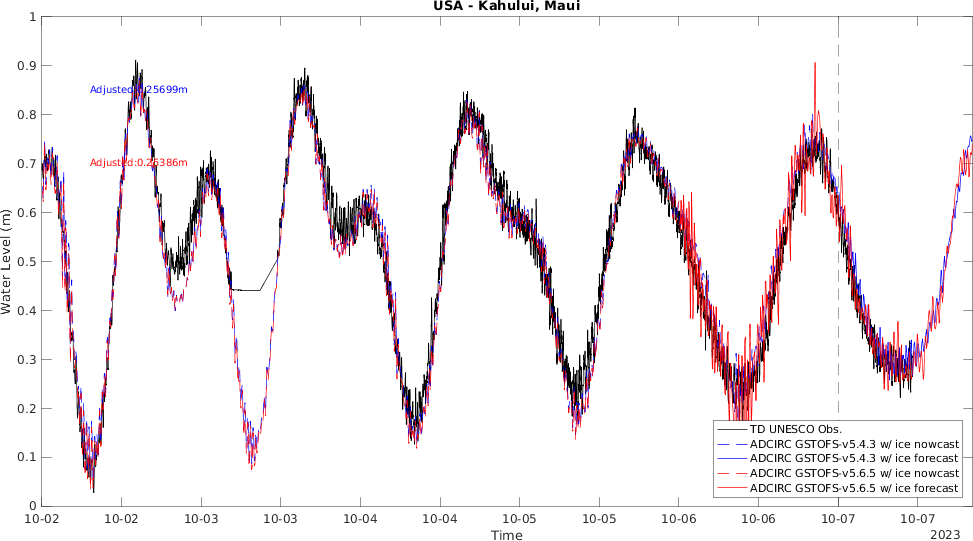 USA - Kahului, Maui
1
0.9
0.8
0.7
0.6
0.5
0.4
0.3
0.2
0.1
0
Water Level (m)
Adjusted:0.25699m
Adjusted:0.26386m
TD UNESCO Obs.
ADCIRC GSTOFS-v5.4.3 w/ ice nowcast
ADCIRC GSTOFS-v5.4.3 w/ ice forecast
ADCIRC GSTOFS-v5.6.5 w/ ice nowcast
ADCIRC GSTOFS-v5.6.5 w/ ice forecast
10-02 10-02 10-03 10-03 10-04 10-04 10-05 10-05 10-06 10-06 10-07 10-07
Time
2023